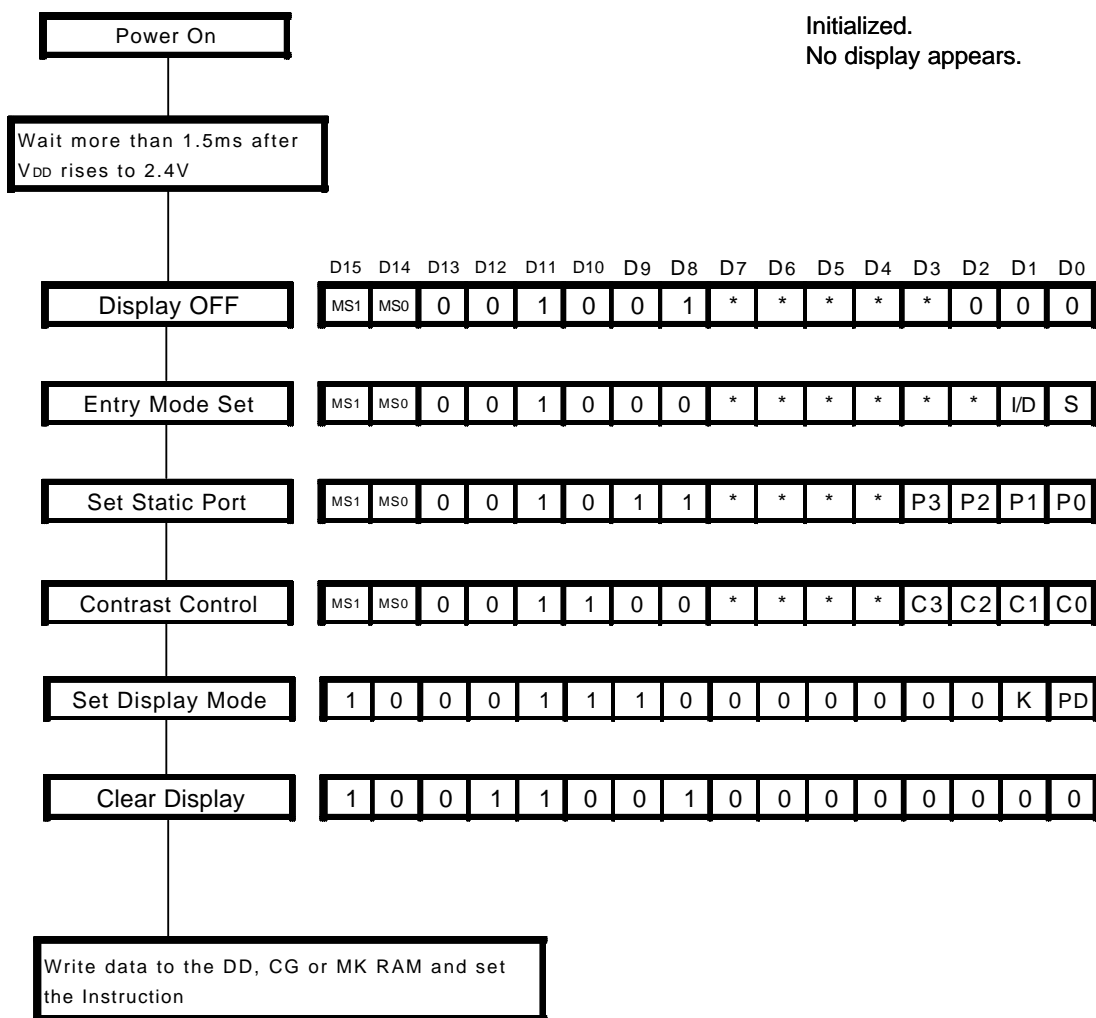 Power On
Initialized.
No display appears.
Wait more than 1.5ms after
VDD rises to 2.4V
D15 D14 D13 D12 D11 D10 D9 D8 D7 D6 D5 D4 D3 D2 D1 D0
Display OFF MS1 MS0 0 0 1 0 0 1 * * * * * 0 0 0
Entry Mode Set MS1 MS0 0 0 1 0 0 0 * * * * * * I/D S
Set Static Port MS1 MS0 0 0 1 0 1 1 * * * * P3 P2 P1 P0
Contrast Control MS1 MS0 0 0 1 1 0 0 * * * * C3 C2 C1 C0
Set Display Mode 1 0 0 0 1 1 1 0 0 0 0 0 0 0 K PD
Clear Display 1 0 0 1 1 0 0 1 0 0 0 0 0 0 0 0
Write data to the DD, CG or MK RAM and set
the Instruction